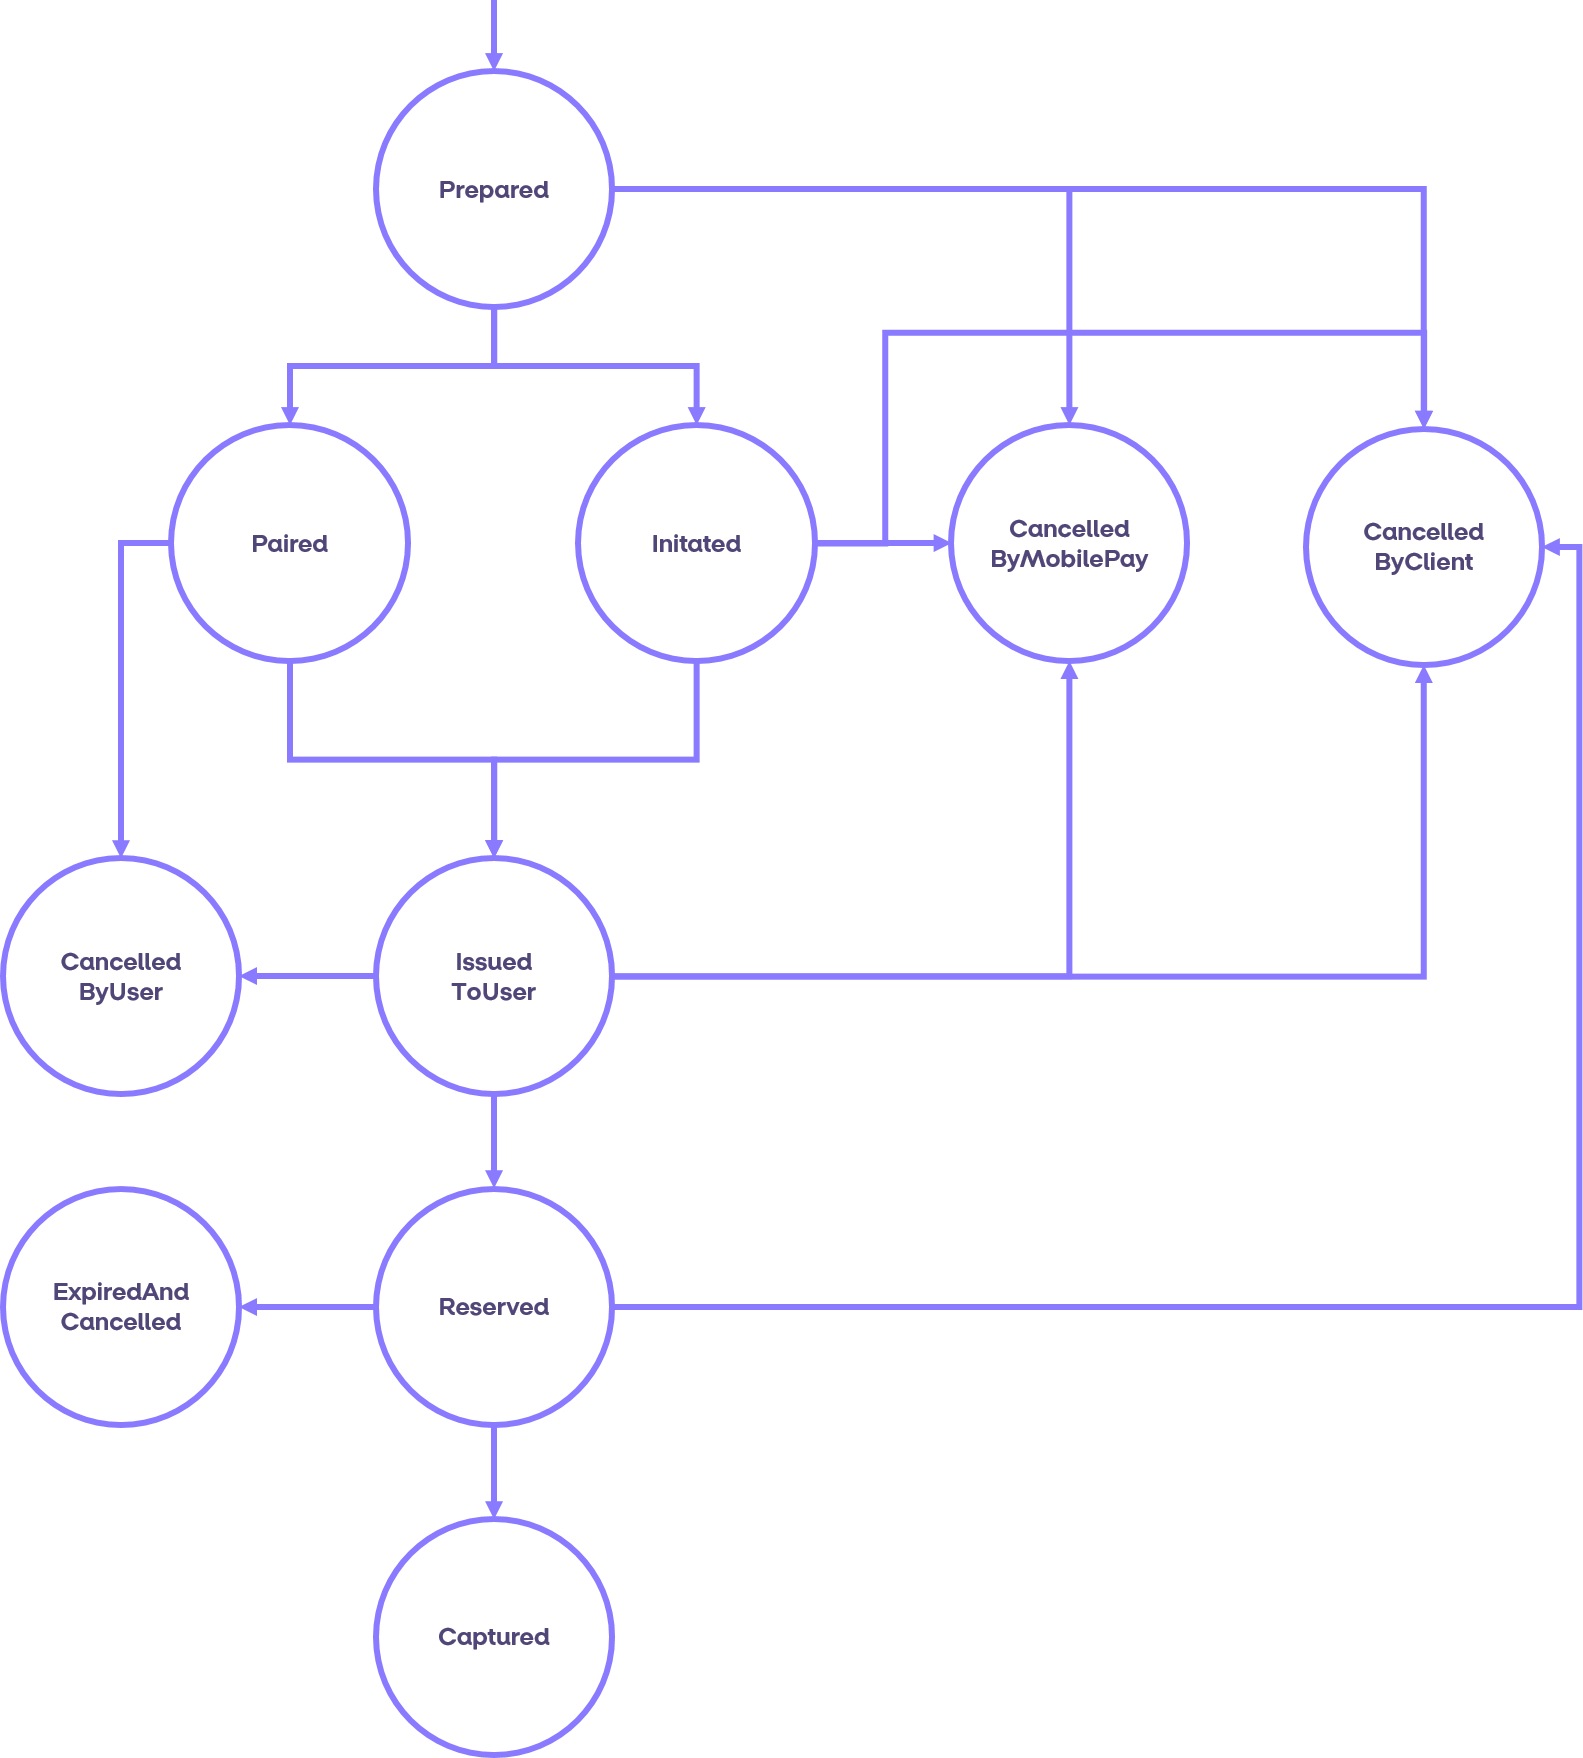 Prepared
Paired
Initated
Cancelled
ByMobilePay
Cancelled
ByClient
Cancelled
ByUser
Issued
ToUser
ExpiredAnd
Cancelled
Reserved
Captured